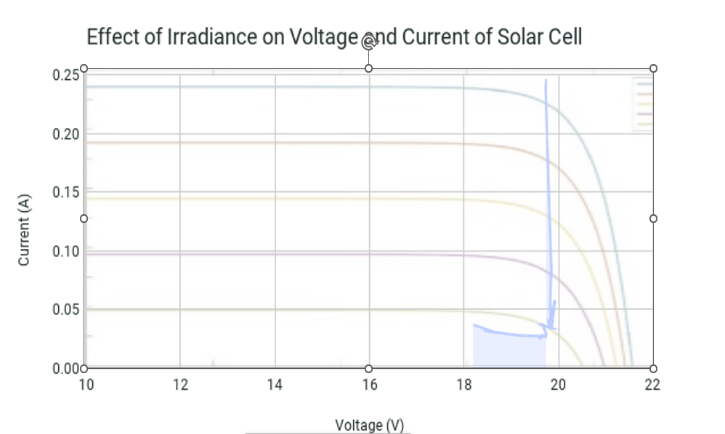 Effect of Irradiance on Voltage and Current of Solar Cell
0.25
0.20
0.15
0.10
0.05
0.00
Current (A)
10 12 14 16 18 20 22
Voltage (V)